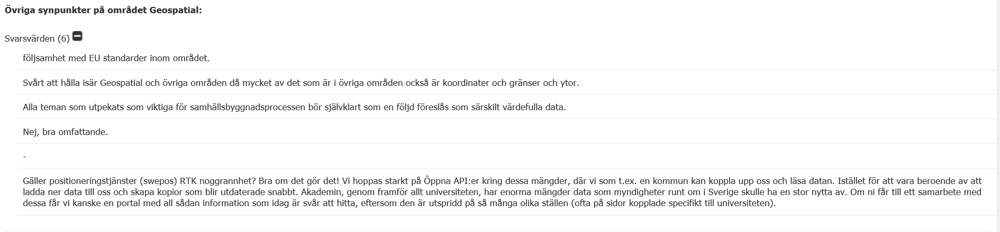 Övriga synpunkter på området Geospatial:
Svarsvärden (6)
följsamhet med EU standarder inom området.
Svårt att hålla isär Geospatial och övriga områden då mycket av det som är i övriga områden också är koordinater och gränser och ytor.
Alla teman som utpekats som viktiga för samhällsbyggnadsprocessen bör självklart som en följd föreslås som särskilt värdefulla data.
Nej, bra omfattande.
-
Gäller positioneringstjänster (swepos) RTK noggrannhet? Bra om det gör det! Vi hoppas starkt på Öppna API:er kring dessa mängder, där vi som t.ex. en kommun kan koppla upp oss och läsa datan. Istället för att vara beroende av att
ladda ner data till oss och skapa kopior som blir utdaterade snabbt. Akademin, genom framför allt universiteten, har enorma mängder data som myndigheter runt om i Sverige skulle ha en stor nytta av. Om ni får till ett samarbete med
dessa får vi kanske en portal med all sådan information som idag är svår att hitta, eftersom den är utspridd på så många olika ställen (ofta på sidor kopplade specifikt till universiteten).